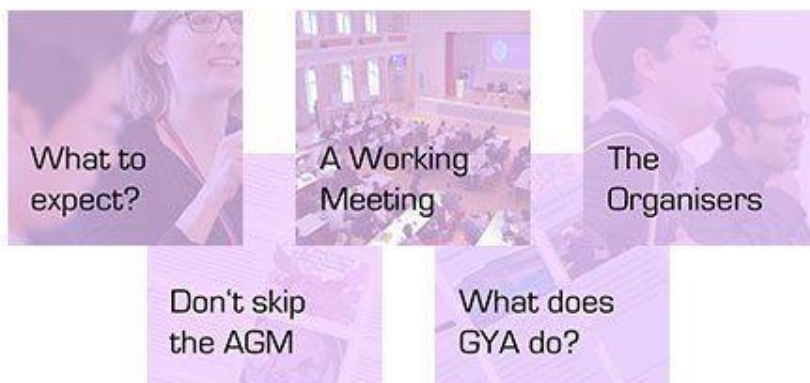 What to
expect?
A Working
Meeting
The
Organisers
Don't skip
the AGM
What does
GYA do?